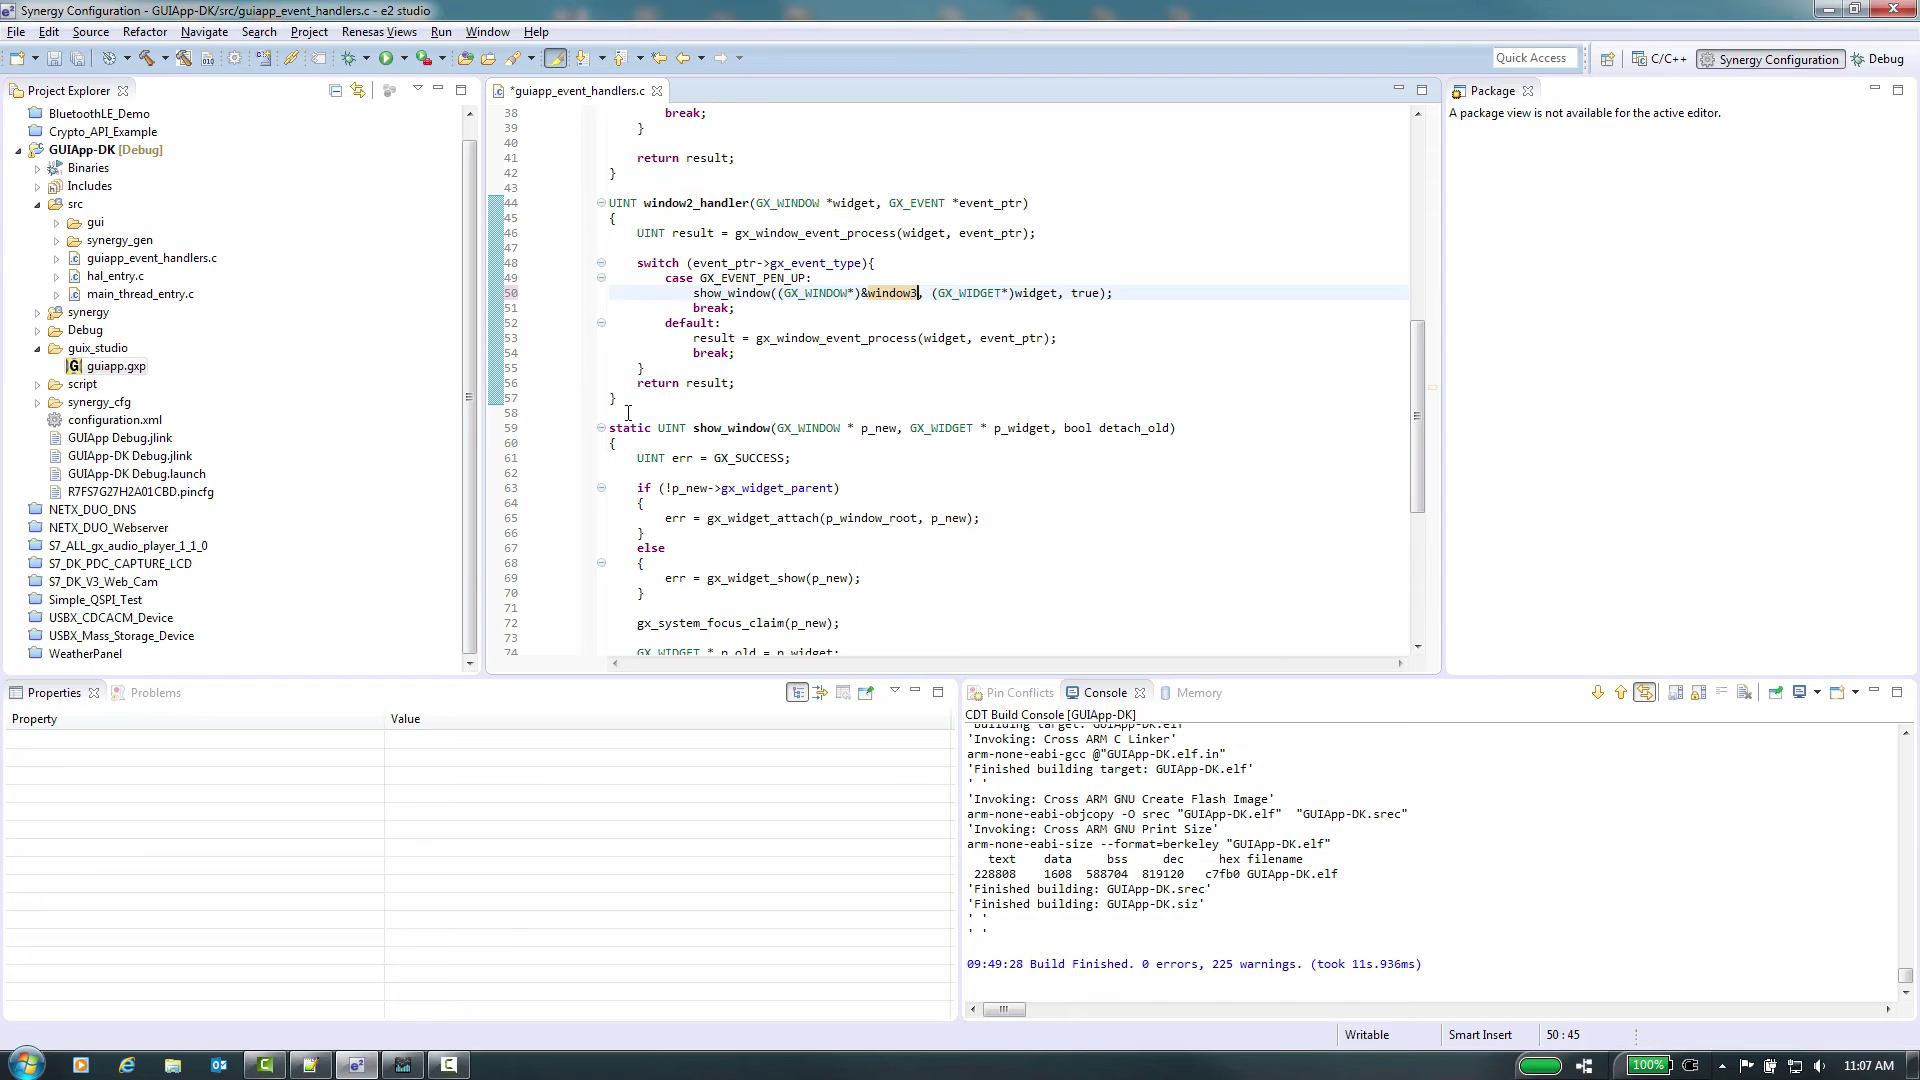 Synergy Configuration - GUIApp-DK/src/guiapp_event_handlers.c - e2 studio
File Edit Source Refactor Navigate Search Project Renesas Views Run Window Help
Quick Access C/C++ Synergy Configuration Debug
Project Explorer
BluetoothLE_Demo
Crypto_API_Example
GUIApp-DK [Debug]
Binaries
Includes
src
gui
synergy_gen
guiapp_event_handlers.c
hal_entry.c
main_thread_entry.c
synergy
Debug
guix_studio
guiapp.gxp
script
synergy_cfg
configuration.xml
GUIApp Debug.jlink
GUIApp-DK Debug.jlink
GUIApp-DK Debug.launch
R7FS7G27H2A01CBD.pincfg
NETX_DUO_DNS
NETX_DUO_Webserver
S7_ALL_gx_audio_player_1_1_0
S7_DK_PDC_CAPTURE_LCD
S7_DK_V3_Web_Cam
Simple_QSPI_Test
USBX_CDCACM_Device
USBX_Mass_Storage_Device
WeatherPanel
*guiapp_event_handlers.c
38 break;
39 }
40
41 return result;
42 }
43
44 UINT window2_handler(GX_WINDOW *widget, GX_EVENT *event_ptr)
45 {
46 UINT result = gx_window_event_process(widget, event_ptr);
47
48 switch (event_ptr->gx_event_type){
49 case GX_EVENT_PEN_UP:
50 show_window((GX_WINDOW*)&window3, (GX_WIDGET*)widget, true);
51 break;
52 default:
53 result = gx_window_event_process(widget, event_ptr);
54 break;
55 }
56 return result;
57 }
58
59 static UINT show_window(GX_WINDOW * p_new, GX_WIDGET * p_widget, bool detach_old)
60 {
61 UINT err = GX_SUCCESS;
62
63 if (!p_new->gx_widget_parent)
64 {
65 err = gx_widget_attach(p_window_root, p_new);
66 }
67 else
68 {
69 err = gx_widget_show(p_new);
70 }
71
72 gx_system_focus_claim(p_new);
73
74 GX_WIDGET * p_old = p_widget;
Package
A package view is not available for the active editor.
Properties Problems
Property Value
Pin Conflicts Console Memory
CDT Build Console [GUIApp-DK]
'Building target: GUIApp-DK.elf'
'Invoking: Cross ARM C Linker'
arm-none-eabi-gcc @"GUIApp-DK.elf.in"
'Finished building target: GUIApp-DK.elf'
' '
'Invoking: Cross ARM GNU Create Flash Image'
arm-none-eabi-objcopy -O srec "GUIApp-DK.elf" "GUIApp-DK.srec"
'Invoking: Cross ARM GNU Print Size'
arm-none-eabi-size --format=berkeley "GUIApp-DK.elf"
text data bss dec hex filename
228808 1608 588704 819120 c7fb0 GUIApp-DK.elf
'Finished building: GUIApp-DK.srec'
'Finished building: GUIApp-DK.siz'
' '
' '
09:49:28 Build Finished. 0 errors, 225 warnings. (took 11s.936ms)
Writable Smart Insert 50 : 45
100% 11:07 AM